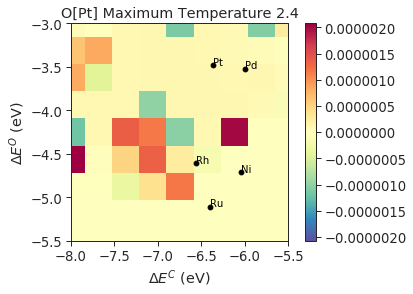 O[Pt] Maximum Temperature 2.4
−3.0
−3.5
−4.0
−4.5
−5.0
−5.5
ΔE^O (eV)
Pt
Pd
Rh
Ni
Ru
−8.0 −7.5 −7.0 −6.5 −6.0 −5.5
ΔE^C (eV)
0.0000020
0.0000015
0.0000010
0.0000005
0.0000000
−0.0000005
−0.0000010
−0.0000015
−0.0000020